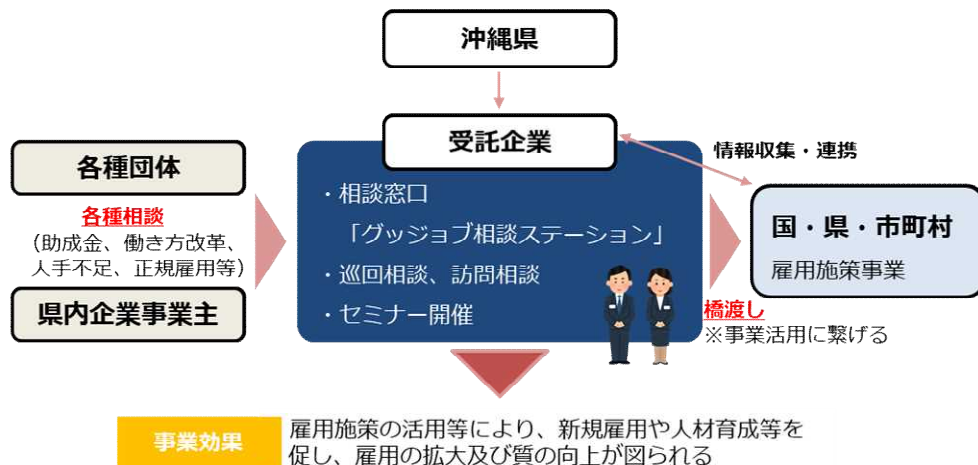 沖縄県
受託企業
情報収集・連携
各種団体
各種相談
(助成金、働き方改革、
人手不足、正規雇用等)
県内企業事業主
・相談窓口
「グッジョブ相談ステーション」
・巡回相談、訪問相談
・セミナー開催
国・県・市町村
雇用施策事業
橋渡し
※事業活用に繋げる
事業効果
雇用施策の活用等により、新規雇用や人材育成等を
促し、雇用の拡大及び質の向上が図られる